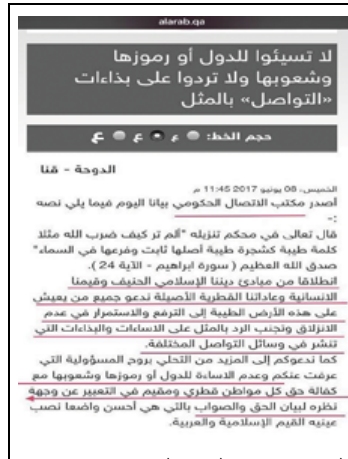 alarab.qa
لا تسيئوا للدول أو رموزها
وشعوبها ولا تردوا على بذاءات
«التواصل» بالمثل
حجم الخط: ع ع ع
الدوحة - قنا
الخميس، 08 يونيو 2017 11:45 م
أصدر مكتب الاتصال الحكومي بيانا اليوم فيما يلي نصه
:-
قال تعالى في محكم تنزيله "ألم تر كيف ضرب الله مثلا
كلمة طيبة كشجرة طيبة أصلها ثابت وفرعها في السماء"
صدق الله العظيم ( سورة ابراهيم - الآية 24 ).
انطلاقا من مبادئ ديننا الإسلامي الحنيف وقيمنا
الانسانية وعاداتنا القطرية الأصيلة ندعو جميع من يعيش
على هذه الأرض الطيبة إلى الترفع والاستمرار في عدم
الانزلاق وتجنب الرد بالمثل على الاساءات والبذاءات التي
تنشر في وسائل التواصل المختلفة.
كما ندعوكم إلى المزيد من التحلي بروح المسؤولية التي
عرفت عنكم وعدم الاساءة للدول أو رموزها وشعوبها مع
كفالة حق كل مواطن قطري ومقيم في التعبير عن وجهة
نظره لبيان الحق والصواب بالتي هي أحسن واضعا نصب
عينيه القيم الإسلامية والعربية.